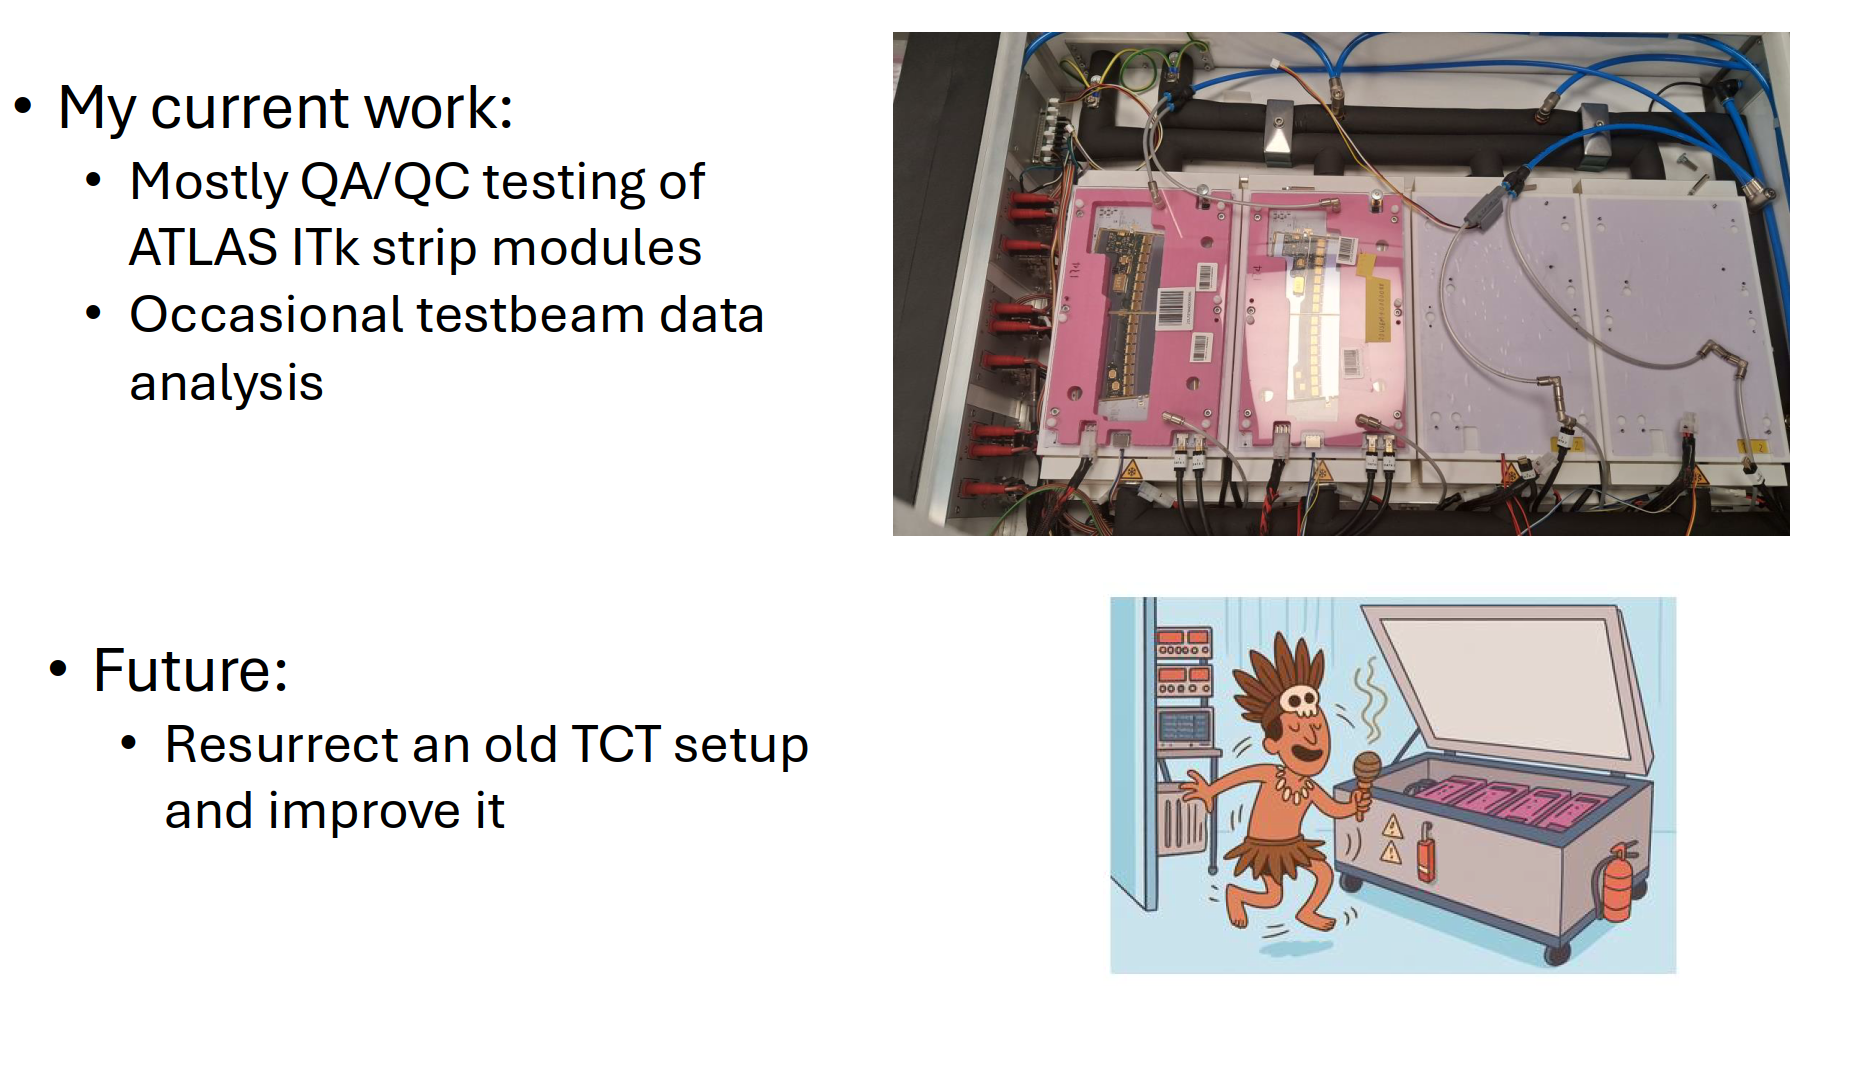 • My current work:
• Mostly QA/QC testing of
ATLAS ITk strip modules
• Occasional testbeam data
analysis
• Future:
• Resurrect an old TCT setup
and improve it